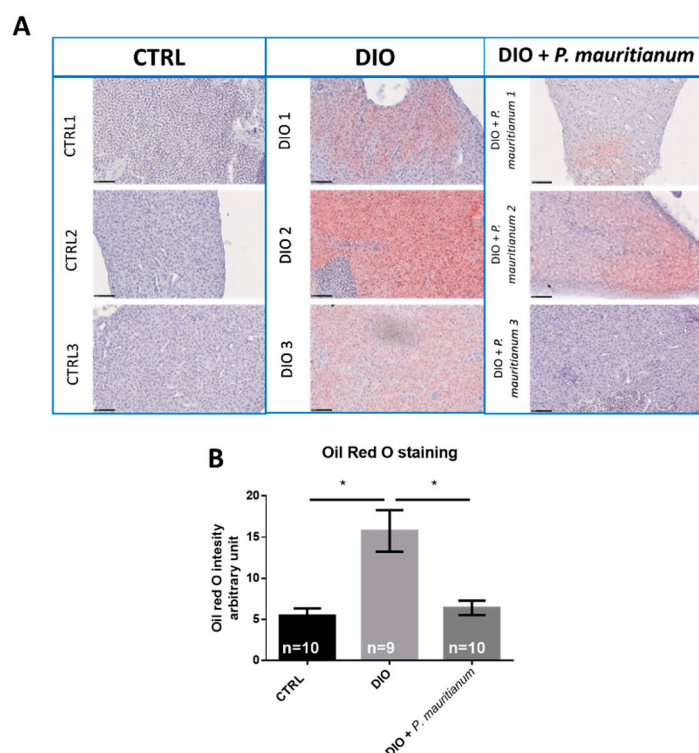 A
CTRL
DIO
DIO + P. mauritianum
CTRL1
DIO 1
DIO + P.
mauritianum 1
CTRL2
DIO 2
DIO + P.
mauritianum 2
CTRL3
DIO 3
DIO + P.
mauritianum 3
B
Oil Red O staining
* *
Oil red O intesity
arbitrary unit
20
15
10
5
0
n=10
n=9
n=10
CTRL
DIO
DIO + P. mauritianum